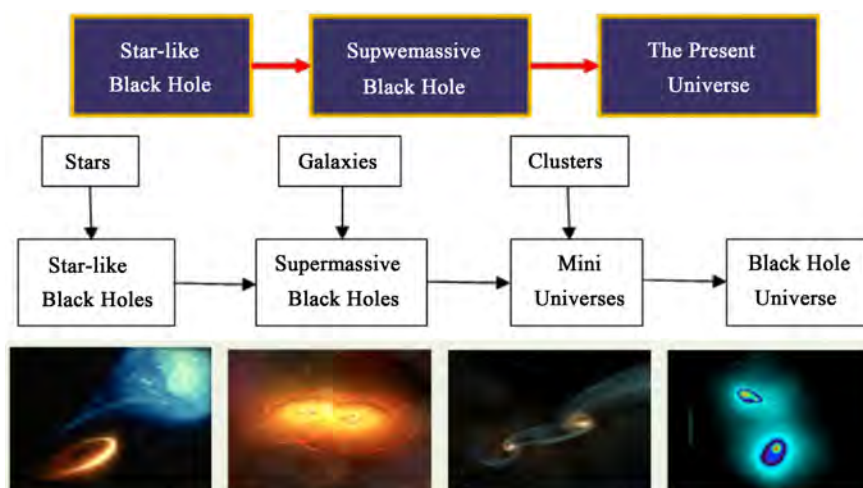 Star-like
Black Hole
Supwemassive
Black Hole
The Present
Universe
Stars
Galaxies
Clusters
Star-like
Black Holes
Supermassive
Black Holes
Mini
Universes
Black Hole
Universe